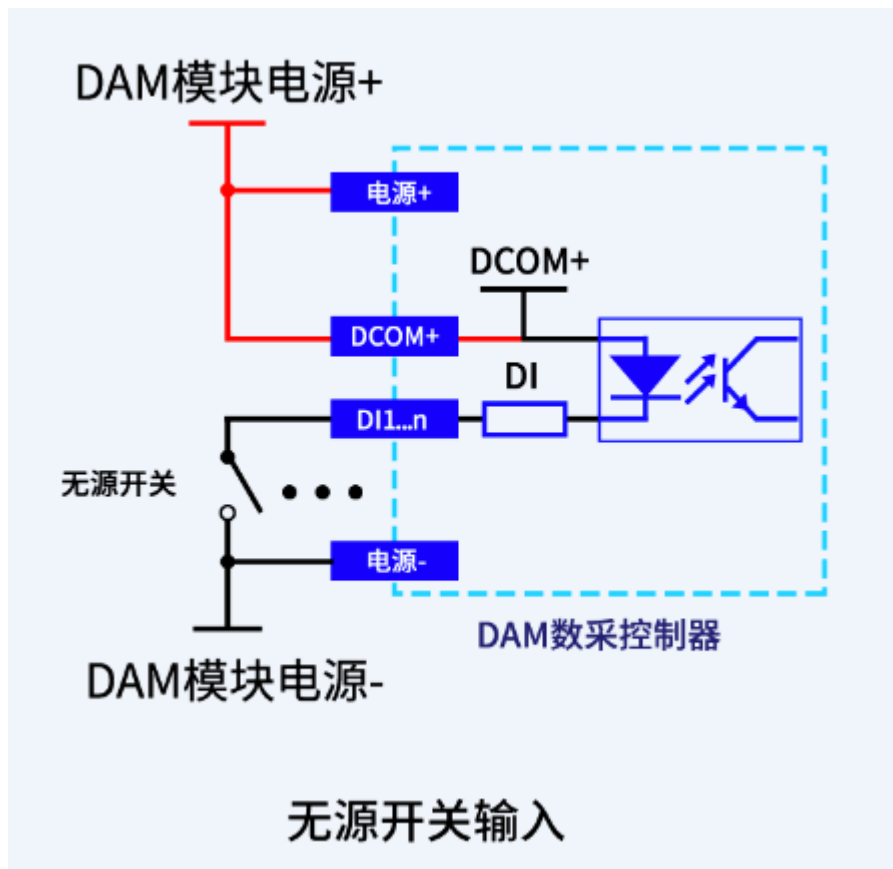 DAM模块电源+
电源+
DCOM+
DCOM+
DI
DI1...n
无源开关
电源-
DAM数采控制器
DAM模块电源-
无源开关输入